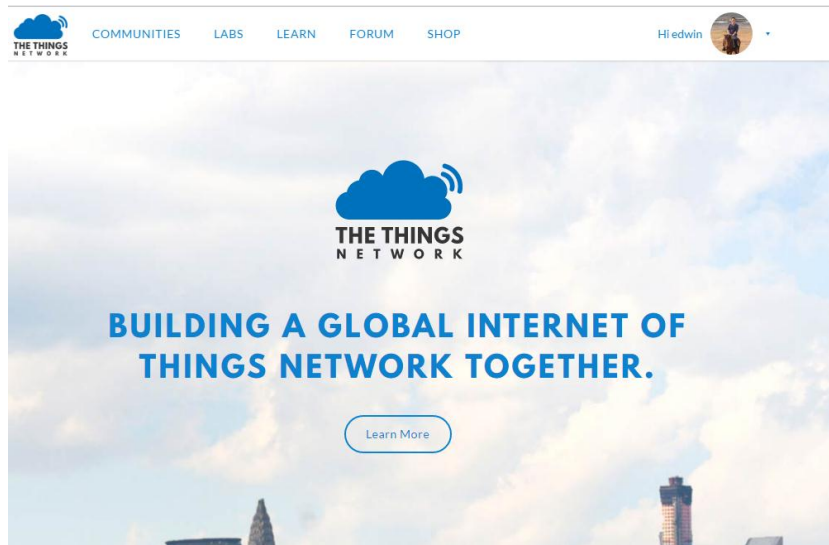 THE THINGS
NETWORK
COMMUNITIES LABS LEARN FORUM SHOP Hi edwin
THE THINGS
NETWORK
BUILDING A GLOBAL INTERNET OF
THINGS NETWORK TOGETHER.
Learn More